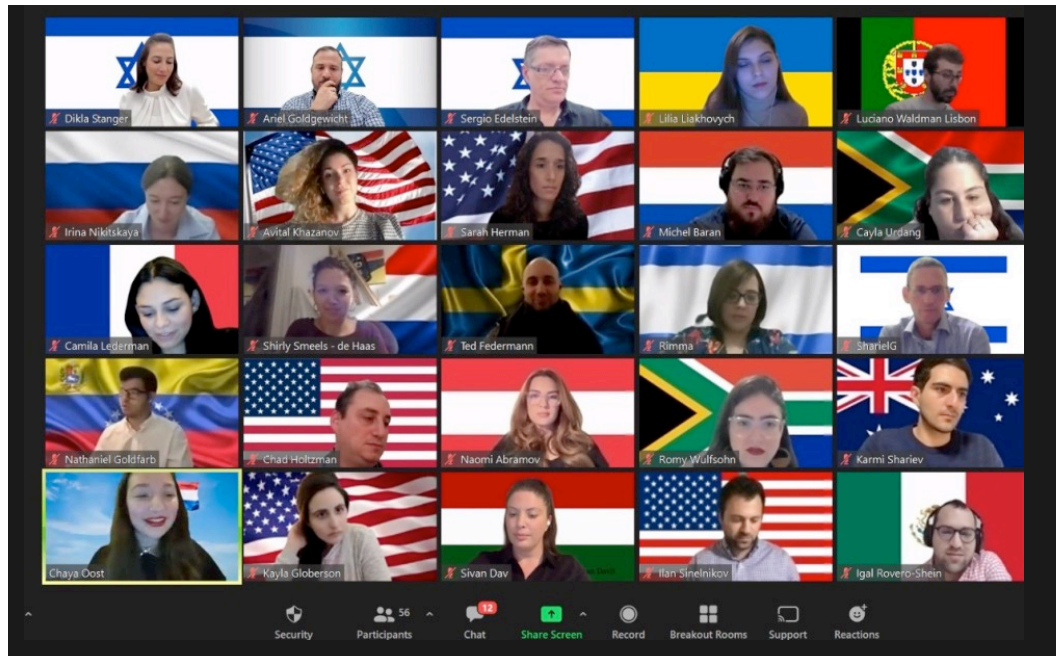 Dikla Stanger
Ariel Goldgewicht
Sergio Edelstein
Lilia Liakhovych
Luciano Waldman Lisbon
Irina Nikitskaya
Avital Khazanov
Sarah Herman
Michel Baran
Cayla Urdang
Camila Lederman
Shirly Smeels - de Haas
Ted Federmann
Rimma
SharielG
Nathaniel Goldfarb
Chad Holtzman
Naomi Abramov
Romy Wulfsohn
Karmi Shariev
Chaya Oost
Kayla Globerson
Sivan Dav
Ilan Sinelnikov
Igal Rovero-Shein
56
12
Security
Participants
Chat
Share Screen
Record
Breakout Rooms
Support
Reactions